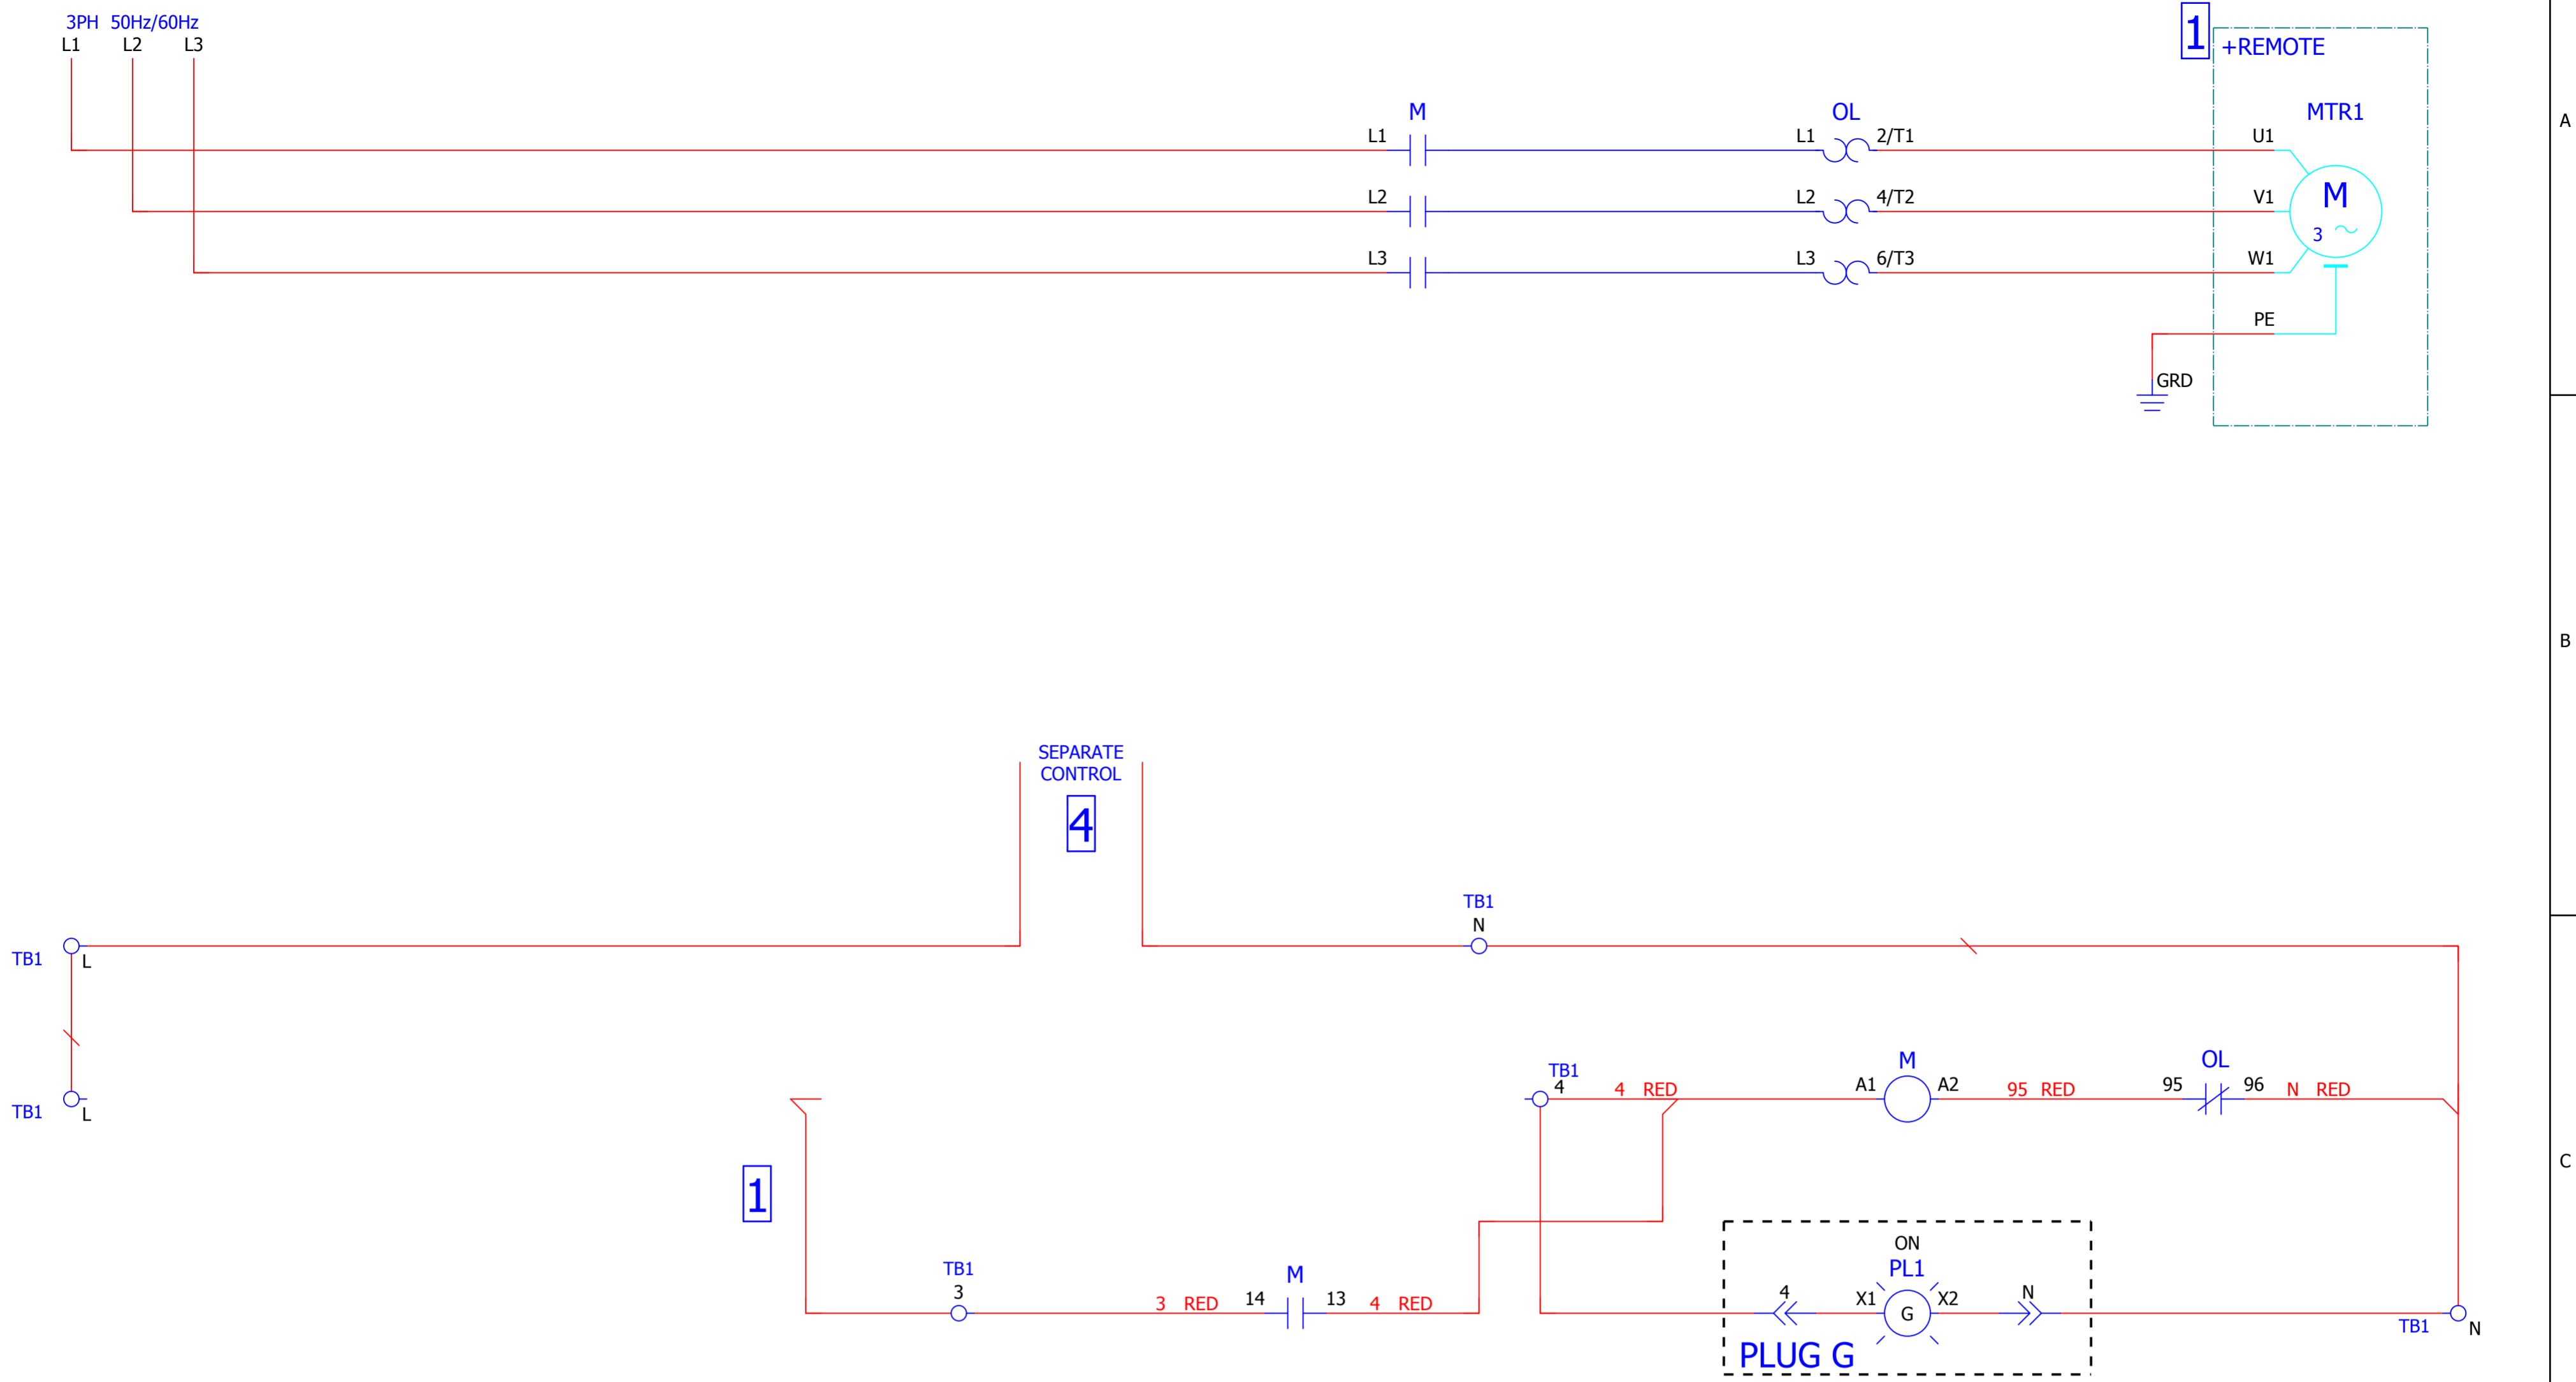 3PH 50Hz/60Hz
L1 L2 L3
1
+REMOTE
M
OL
MTR1
A
L1
L1
2/T1
U1
L2
L2
4/T2
V1
M
3
L3
L3
6/T3
W1
PE
GRD
B
SEPARATE
CONTROL
4
TB1
N
TB1
L
TB1
L
TB1
4
4 RED
M
A1
A2
95 RED
OL
95
96
N RED
C
1
TB1
3
3 RED
M
14
13
4 RED
ON
PL1
4
X1
G
X2
N
PLUG G
TB1
N